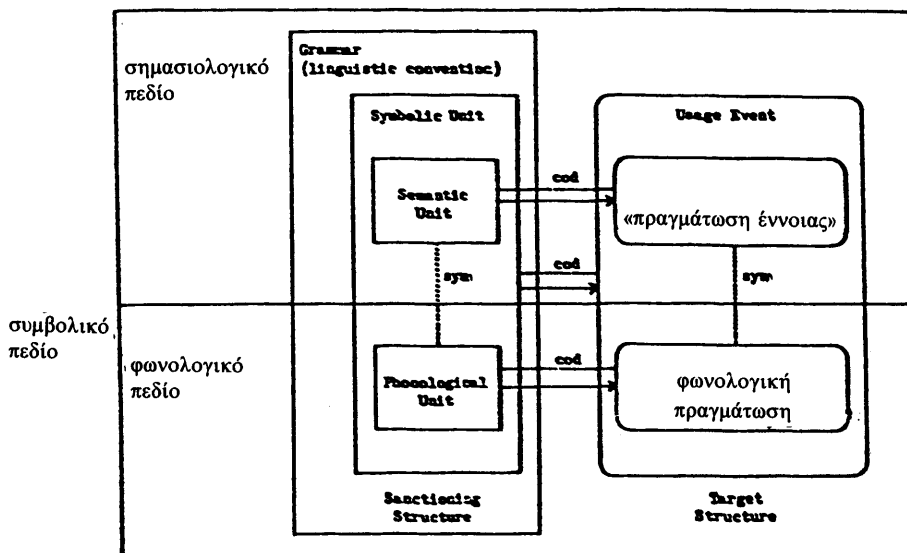 σημασιολογικό
πεδίο
Grammar
(linguistic convention)
Symbolic Unit
Usage Event
Semantic
Unit
cod
«πραγμάτωση έννοιας»
sym
cod
sym
συμβολικό
πεδίο
φωνολογικό
πεδίο
Phonological
Unit
cod
φωνολογική
πραγμάτωση
Sanctioning
Structure
Target
Structure